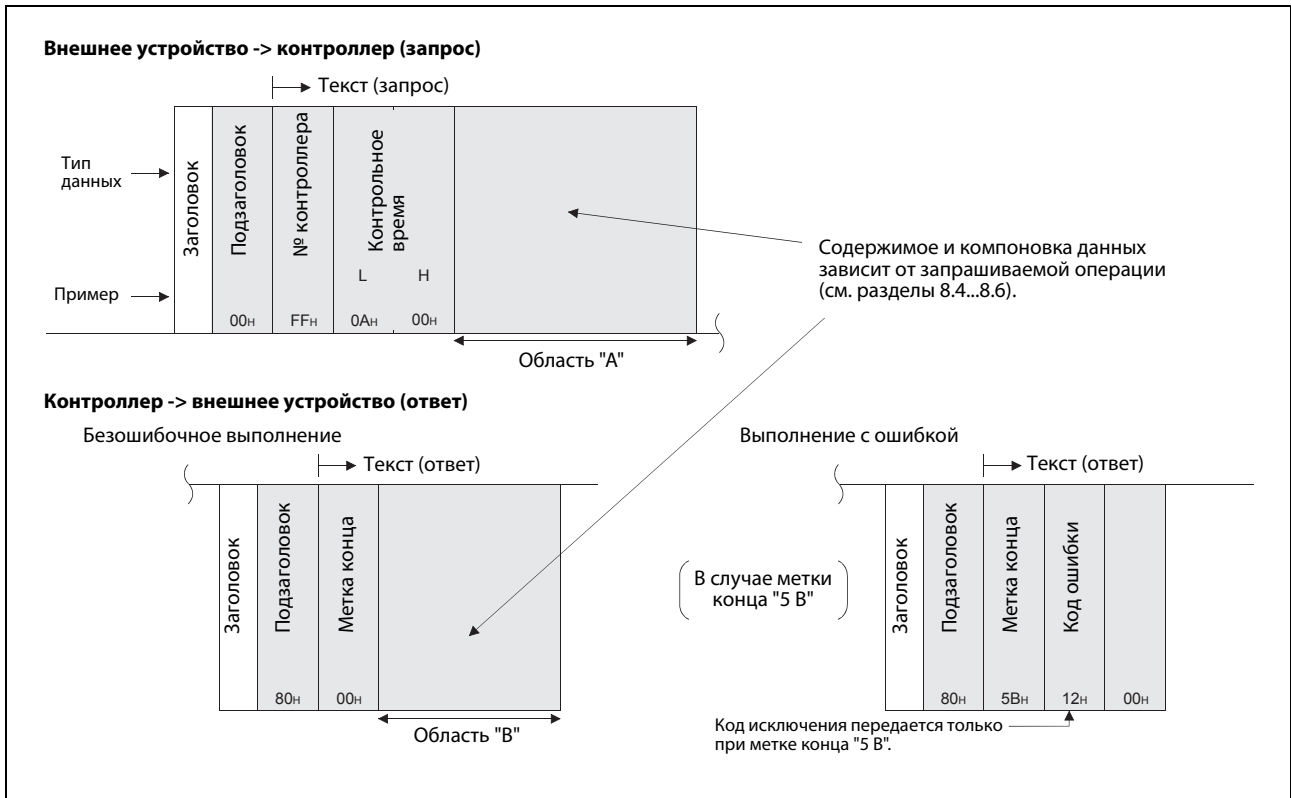 Внешнее устройство -> контроллер (запрос)
Текст (запрос)
Тип
данных
Заголовок
Подзаголовок
№ контроллера
Контрольное
время
L H
Пример
00H FFH 0AH 00H
Содержимое и компоновка данных
зависит от запрашиваемой операции
(см. разделы 8.4...8.6).
Область "A"
Контроллер -> внешнее устройство (ответ)
Безошибочное выполнение
Текст (ответ)
Заголовок
Подзаголовок
Метка конца
80H 00H
Область "B"
Выполнение с ошибкой
Текст (ответ)
В случае метки
конца "5 B"
Заголовок
Подзаголовок
Метка конца
Код ошибки
80H 5BH 12H 00H
Код исключения передается только
при метке конца "5 B".